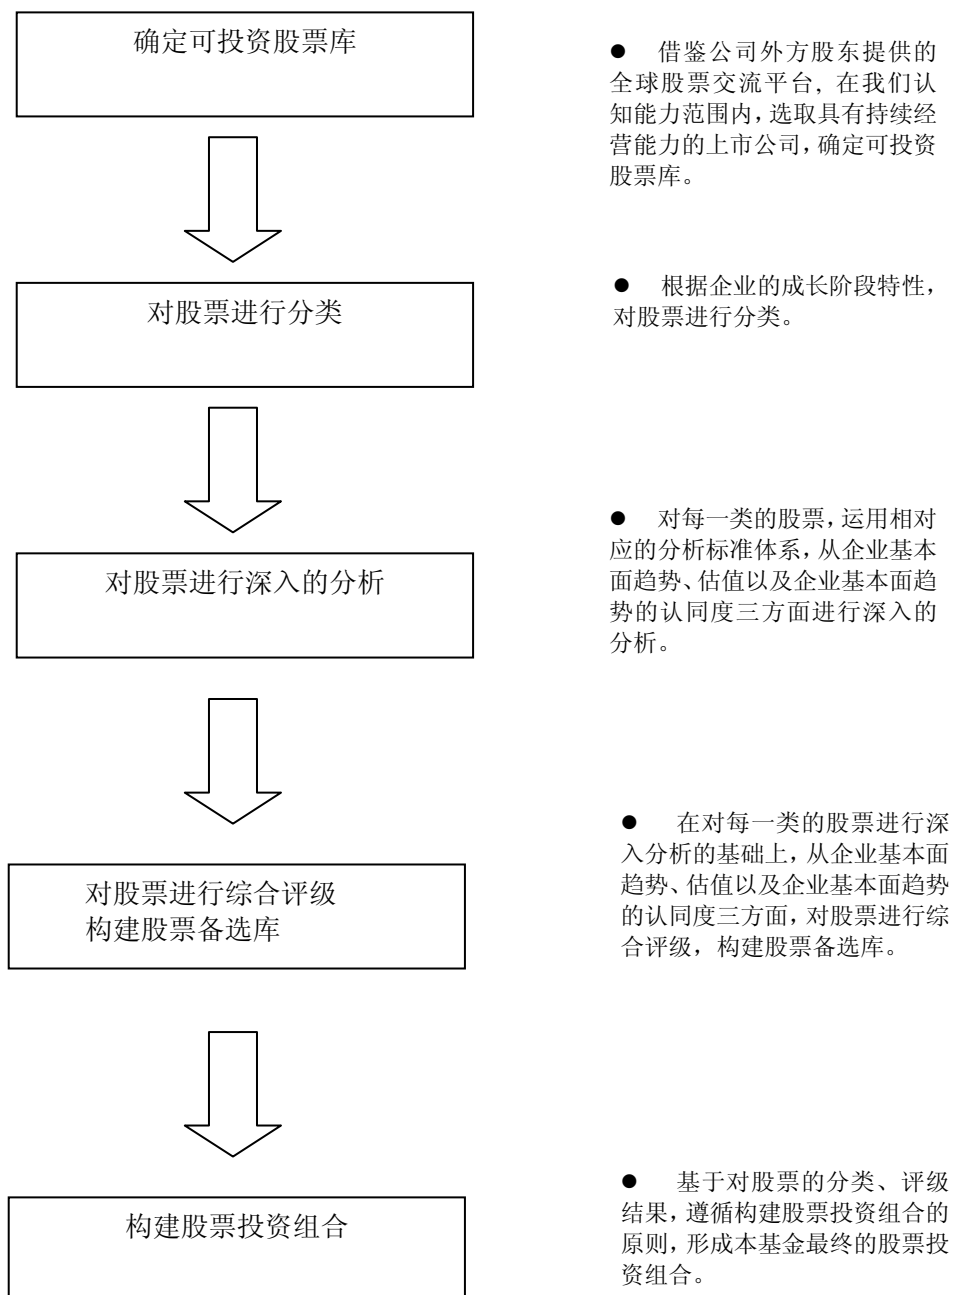 确定可投资股票库
● 借鉴公司外方股东提供的
全球股票交流平台, 在我们认
知能力范围内，选取具有持续经
营能力的上市公司，确定可投资
股票库。
对股票进行分类
● 根据企业的成长阶段特性，
对股票进行分类。
对股票进行深入的分析
● 对每一类的股票，运用相对
应的分析标准体系，从企业基本
面趋势、估值以及企业基本面趋
势的认同度三方面进行深入的
分析。
对股票进行综合评级
构建股票备选库
● 在对每一类的股票进行深
入分析的基础上，从企业基本面
趋势、估值以及企业基本面趋势
的认同度三方面，对股票进行综
合评级，构建股票备选库。
构建股票投资组合
● 基于对股票的分类、评级
结果，遵循构建股票投资组合的
原则，形成本基金最终的股票投
资组合。